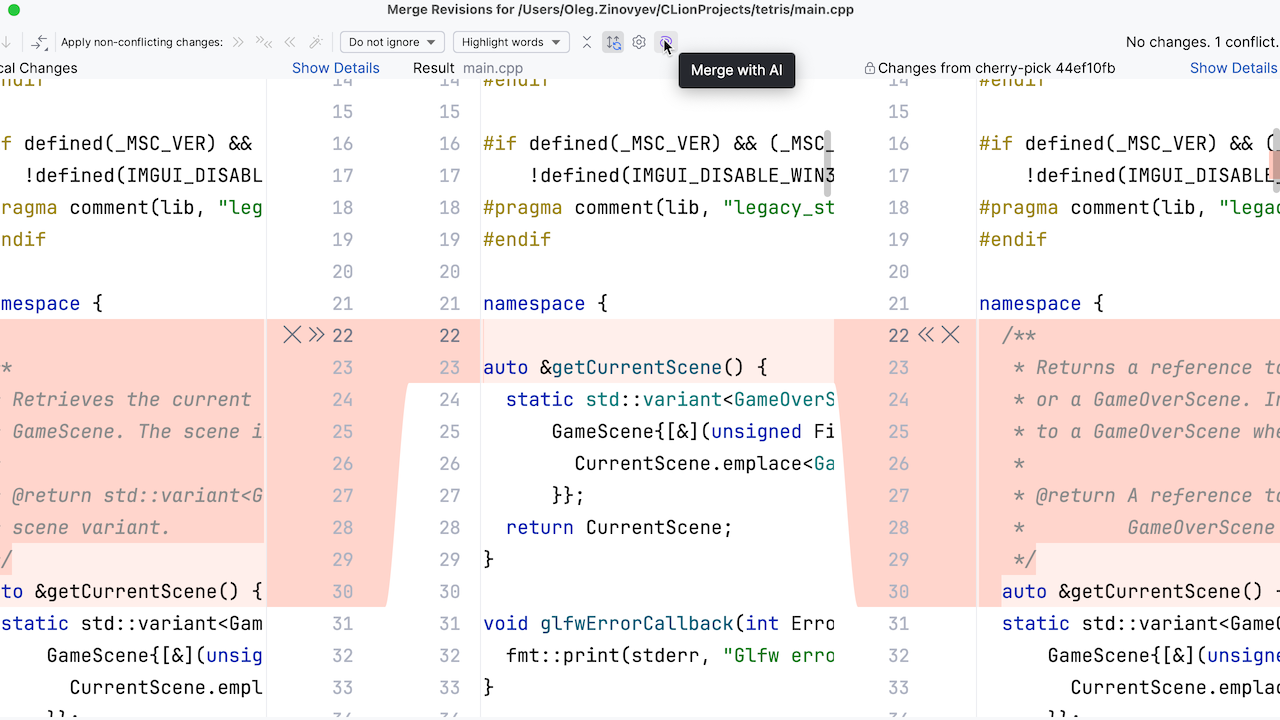 Merge Revisions for /Users/Oleg.Zinovyev/CLionProjects/tetris/main.cpp
Apply non-conflicting changes:
Do not ignore
Highlight words
No changes. 1 conflict.
Merge with AI
cal Changes
Show Details
Result main.cpp
Changes from cherry-pick 44ef10fb
Show Details
ndif
14
15
f defined(_MSC_VER) && 16
!defined(IMGUI_DISABL 17
ragma comment(lib, "leg 18
ndif 19
20
mespace { 21
22
* 23
Retrieves the current 24
GameScene. The scene i 25
26
@return std::variant<G 27
scene variant. 28
*/ 29
to &getCurrentScene() { 30
static std::variant<Gam 31
GameScene{[&](unsig 32
CurrentScene.empl 33
}}; 34
14 #endif
15
16 #if defined(_MSC_VER) && (_MSC_
17 !defined(IMGUI_DISABLE_WIN3
18 #pragma comment(lib, "legacy_st
19 #endif
20
21 namespace {
22
23 auto &getCurrentScene() {
24 static std::variant<GameOverS
25 GameScene{[&](unsigned Fi
26 CurrentScene.emplace<Ga
27 }};
28 return CurrentScene;
29 }
30
31 void glfwErrorCallback(int Erro
32 fmt::print(stderr, "Glfw erro
33 }
34
14 #endif
15
16 #if defined(_MSC_VER) && (
17 !defined(IMGUI_DISABLE_
18 #pragma comment(lib, "legac
19 #endif
20
21 namespace {
22 /**
23 * Returns a reference to
24 * or a GameOverScene. In
25 * to a GameOverScene whe
26 *
27 * @return A reference to
28 * GameOverScene
29 */
30 auto &getCurrentScene()
31 static std::variant<GameO
32 GameScene{[&](unsigne
33 CurrentScene.emplac
34 }};